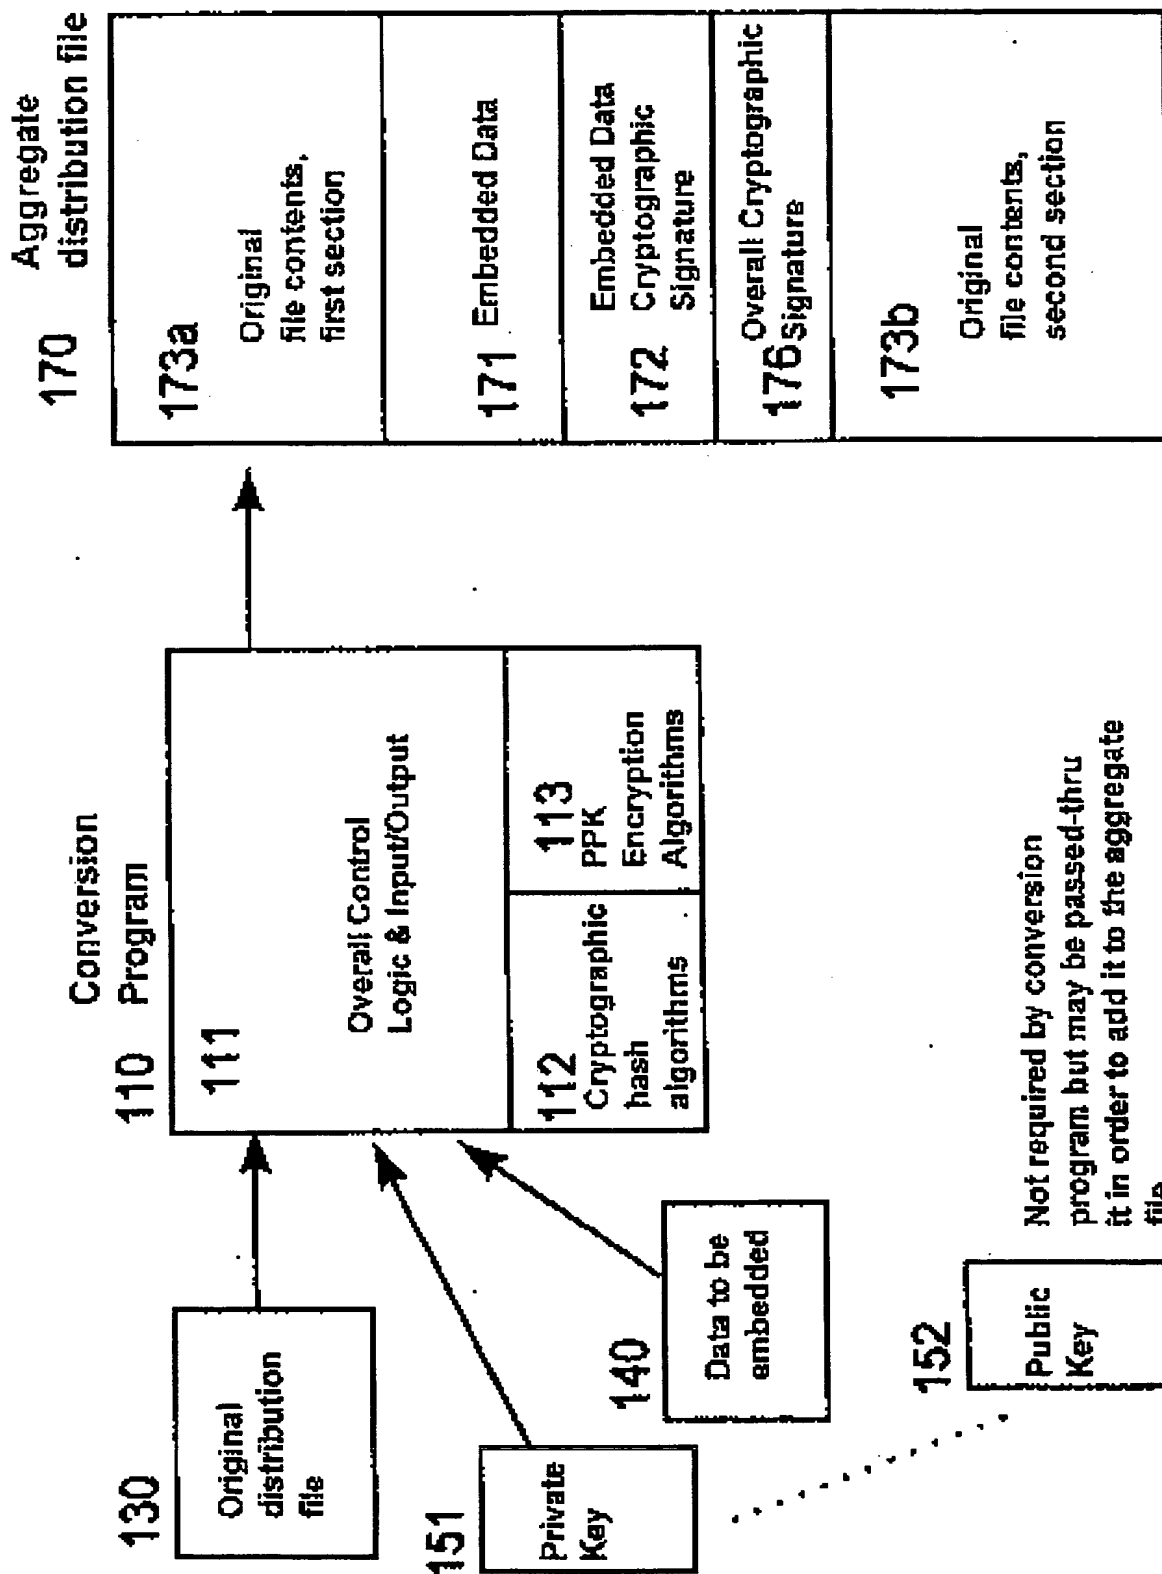 130
Original
distribution
file
151
Private
Key
140
Data to be
embedded
152
Public
Key
Not required by conversion
program but may be passed-thru
it in order to add it to the aggregate
file
110
Conversion
Program
111
Overall Control
Logic & Input/Output
112
Cryptographic
hash
algorithms
113
PPK
Encryption
Algorithms
170
Aggregate
distribution file
173a
Original
file contents,
first section
171 Embedded Data
172
Embedded Data
Cryptographic
Signature
176
Overall Cryptographic
Signature
173b
Original
file contents,
second section